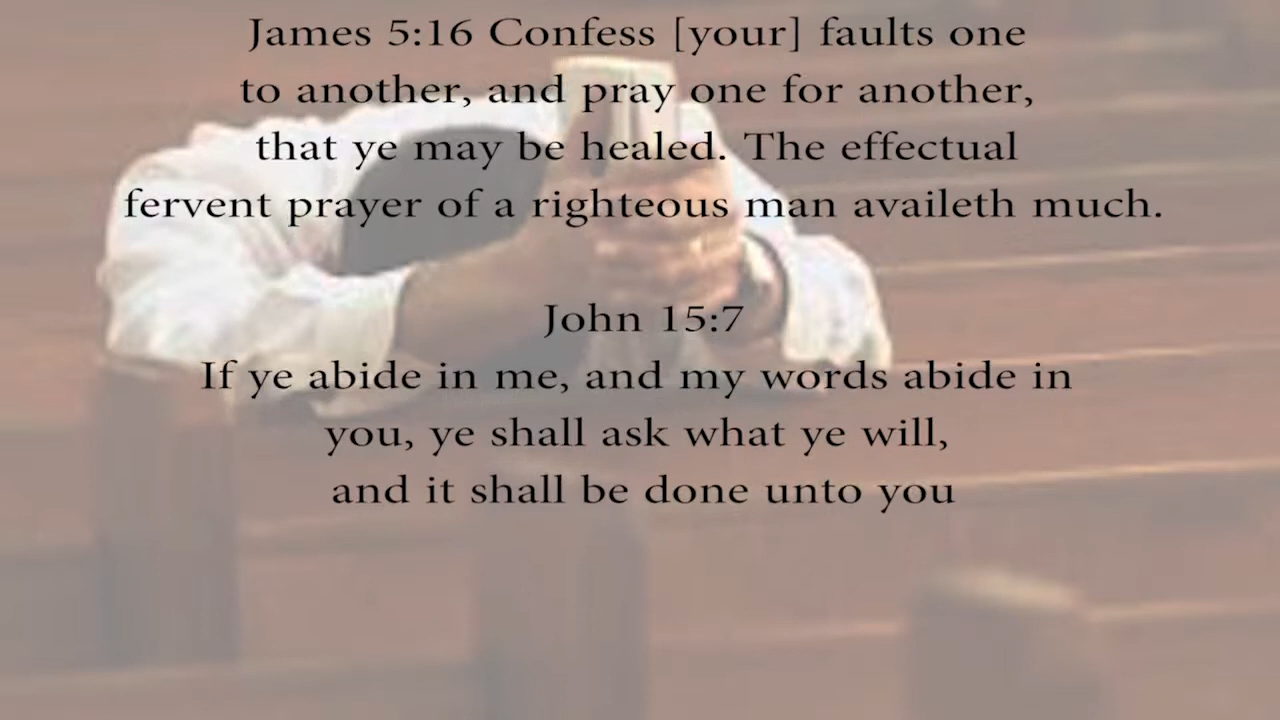 James 5:16 Confess [your] faults one
to another, and pray one for another,
that ye may be healed. The effectual
fervent prayer of a righteous man availeth much.
John 15:7
If ye abide in me, and my words abide in
you, ye shall ask what ye will,
and it shall be done unto you